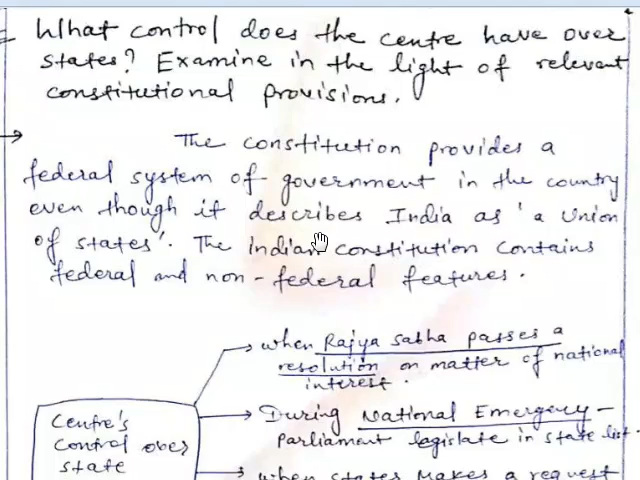 What control does the centre have over
states? Examine in the light of relevant
constitutional provisions.
The constitution provides a
federal system of government in the country
even though it describes India as 'a Union
of states'. The Indian constitution contains
federal and non-federal features.
when Rajya Sabha passes a
resolution on matter of national
interest.
During National Emergency -
Parliament legislate in state list.
Centre's
control over
state
when states makes a request